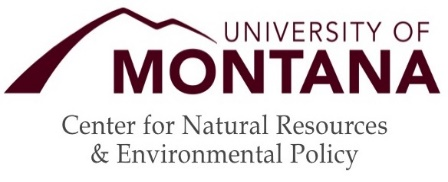 UNIVERSITY OF
MONTANA
Center for Natural Resources
& Environmental Policy